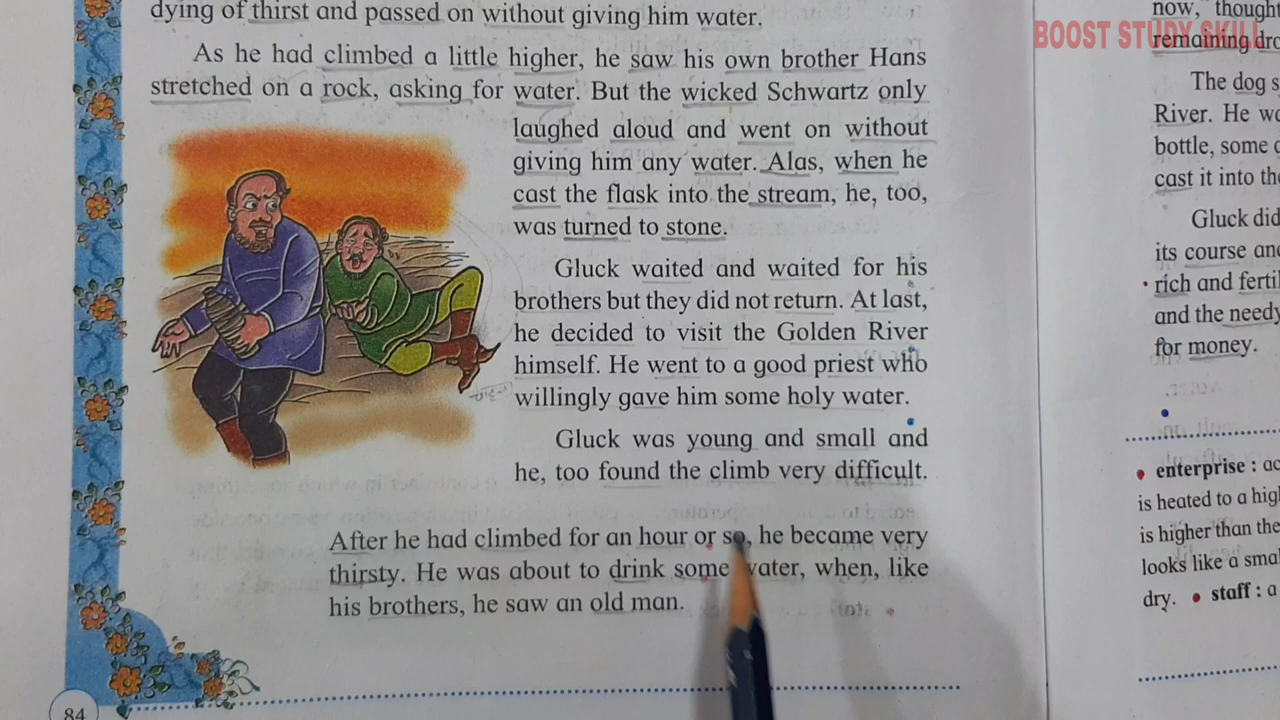 dying of thirst and passed on without giving him water.
As he had climbed a little higher, he saw his own brother Hans
stretched on a rock, asking for water. But the wicked Schwartz only
laughed aloud and went on without
giving him any water. Alas, when he
cast the flask into the stream, he, too,
was turned to stone.
Gluck waited and waited for his
brothers but they did not return. At last,
he decided to visit the Golden River
himself. He went to a good priest who
willingly gave him some holy water.
Gluck was young and small and
he, too found the climb very difficult.
After he had climbed for an hour or so, he became very
thirsty. He was about to drink some water, when, like
his brothers, he saw an old man.
84
BOOST STUDY SKILL
now, thought
remaining
The dog
River. He
bottle, some
cast it into the
Gluck did
its course and
rich and
and the needy
for money.
enterprise :
is heated to a
is higher than the
looks like a
dry. • staff : a